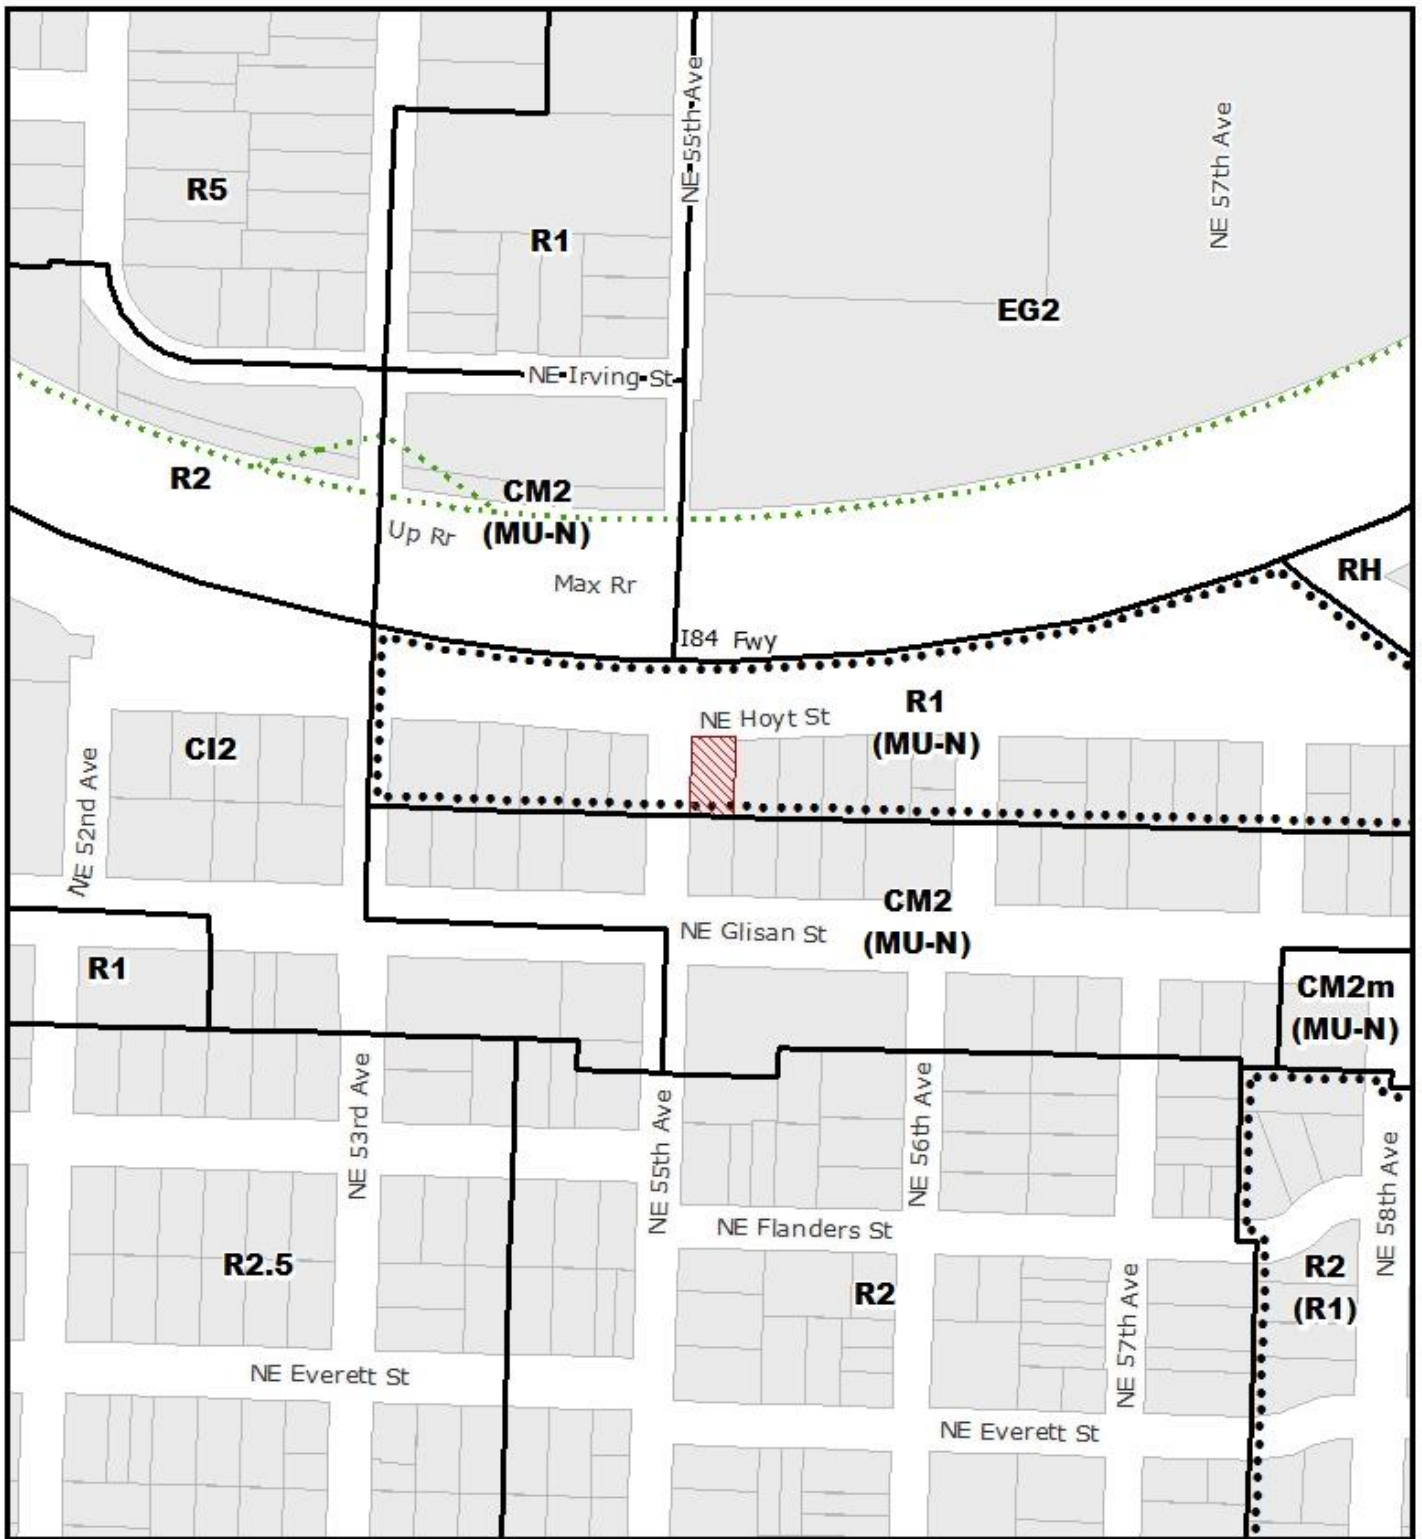 NE 55th Ave
NE 57th Ave
R5
R1
EG2
NE Irving St
R2
CM2
(MU-N)
Up Rr
Max Rr
RH
I84 Fwy
R1
(MU-N)
NE Hoyt St
CI2
NE 52nd Ave
CM2
(MU-N)
NE Glisan St
R1
CM2m
(MU-N)
NE 53rd Ave
NE 55th Ave
NE 56th Ave
NE 58th Ave
NE Flanders St
R2.5
R2
R2
(R1)
NE 57th Ave
NE Everett St
NE Everett St